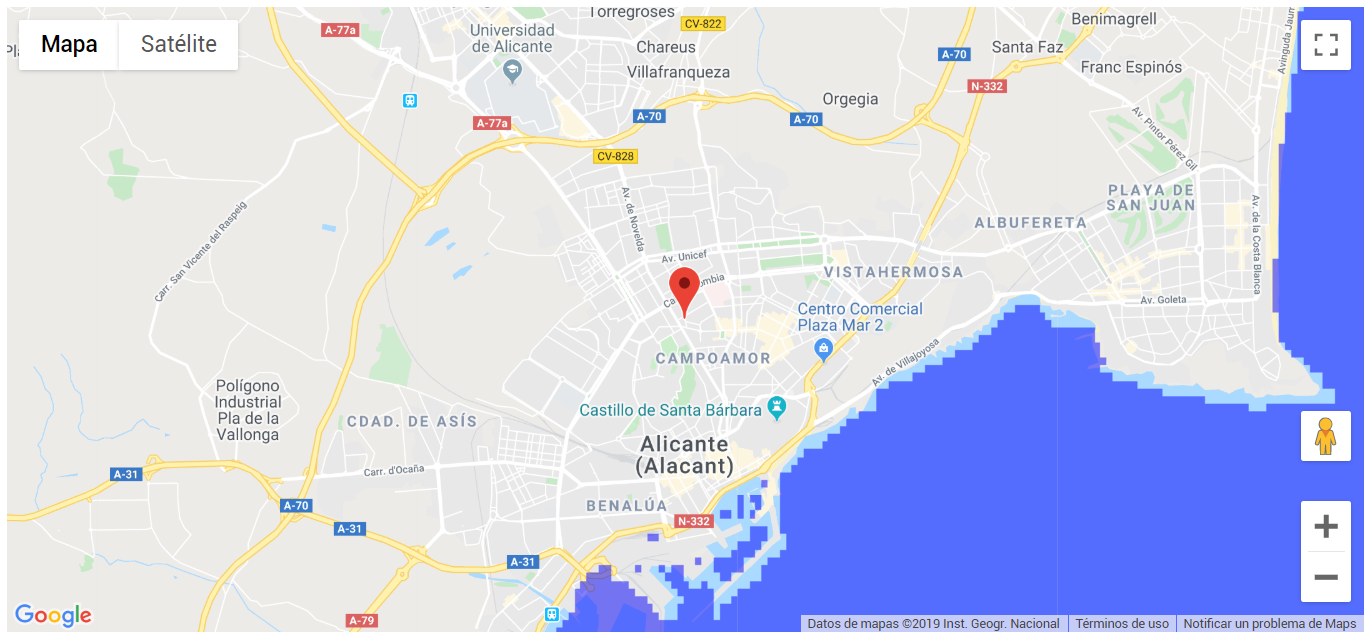 Mapa
Satélite
A-77a
Universidad
de Alicante
Torregroses
CV-822
Chareus
Villafranqueza
A-70
Santa Faz
Benimagrell
Franc Espinós
N-332
Orgegia
A-77a
A-70
A-70
CV-828
Av. Pintor Pérez Gil
Av. de Novelda
PLAYA DE
SAN JUAN
ALBUFERETA
Av. de la Costa Blanca
Carr. San Vicente del Raspeig
Av. Unicef
VISTAHERMOSA
Av. Goleta
Centro Comercial
Plaza Mar 2
CAMPOAMOR
Av. de Villajoyosa
Polígono
Industrial
Pla de la
Vallonga
CDAD. DE ASÍS
Castillo de Santa Bárbara
Alicante
(Alacant)
Carr. d'Ocaña
A-31
A-70
A-31
BENALÚA
N-332
A-31
A-79
Google
Datos de mapas ©2019 Inst. Geogr. Nacional
Términos de uso
Notificar un problema de Maps